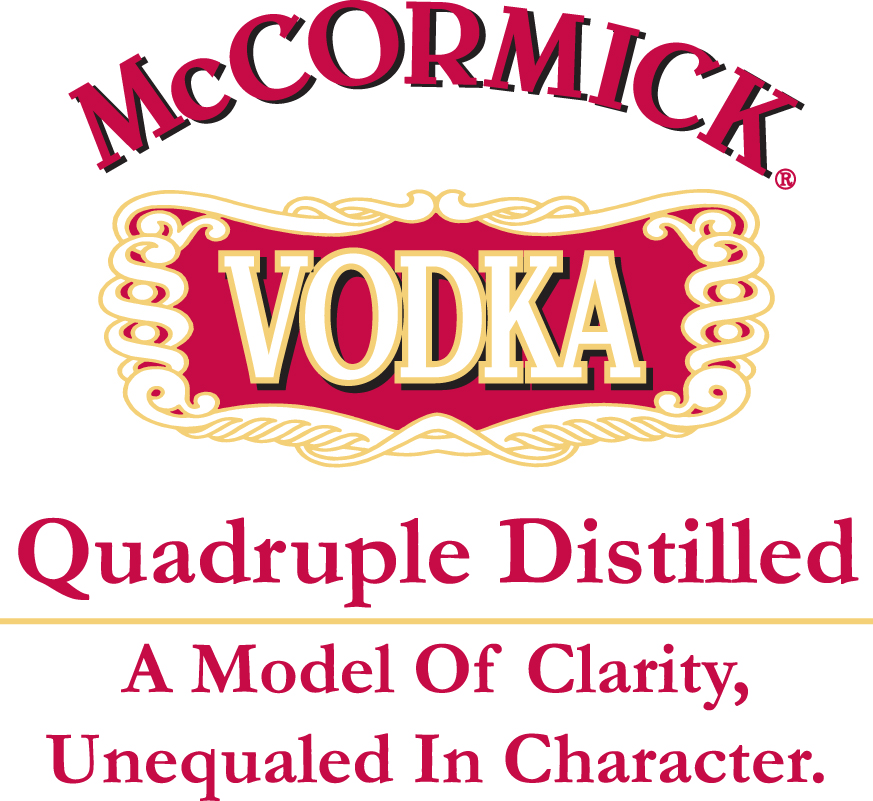 McCORMICK®
VODKA
Quadruple Distilled
A Model Of Clarity,
Unequaled In Character.